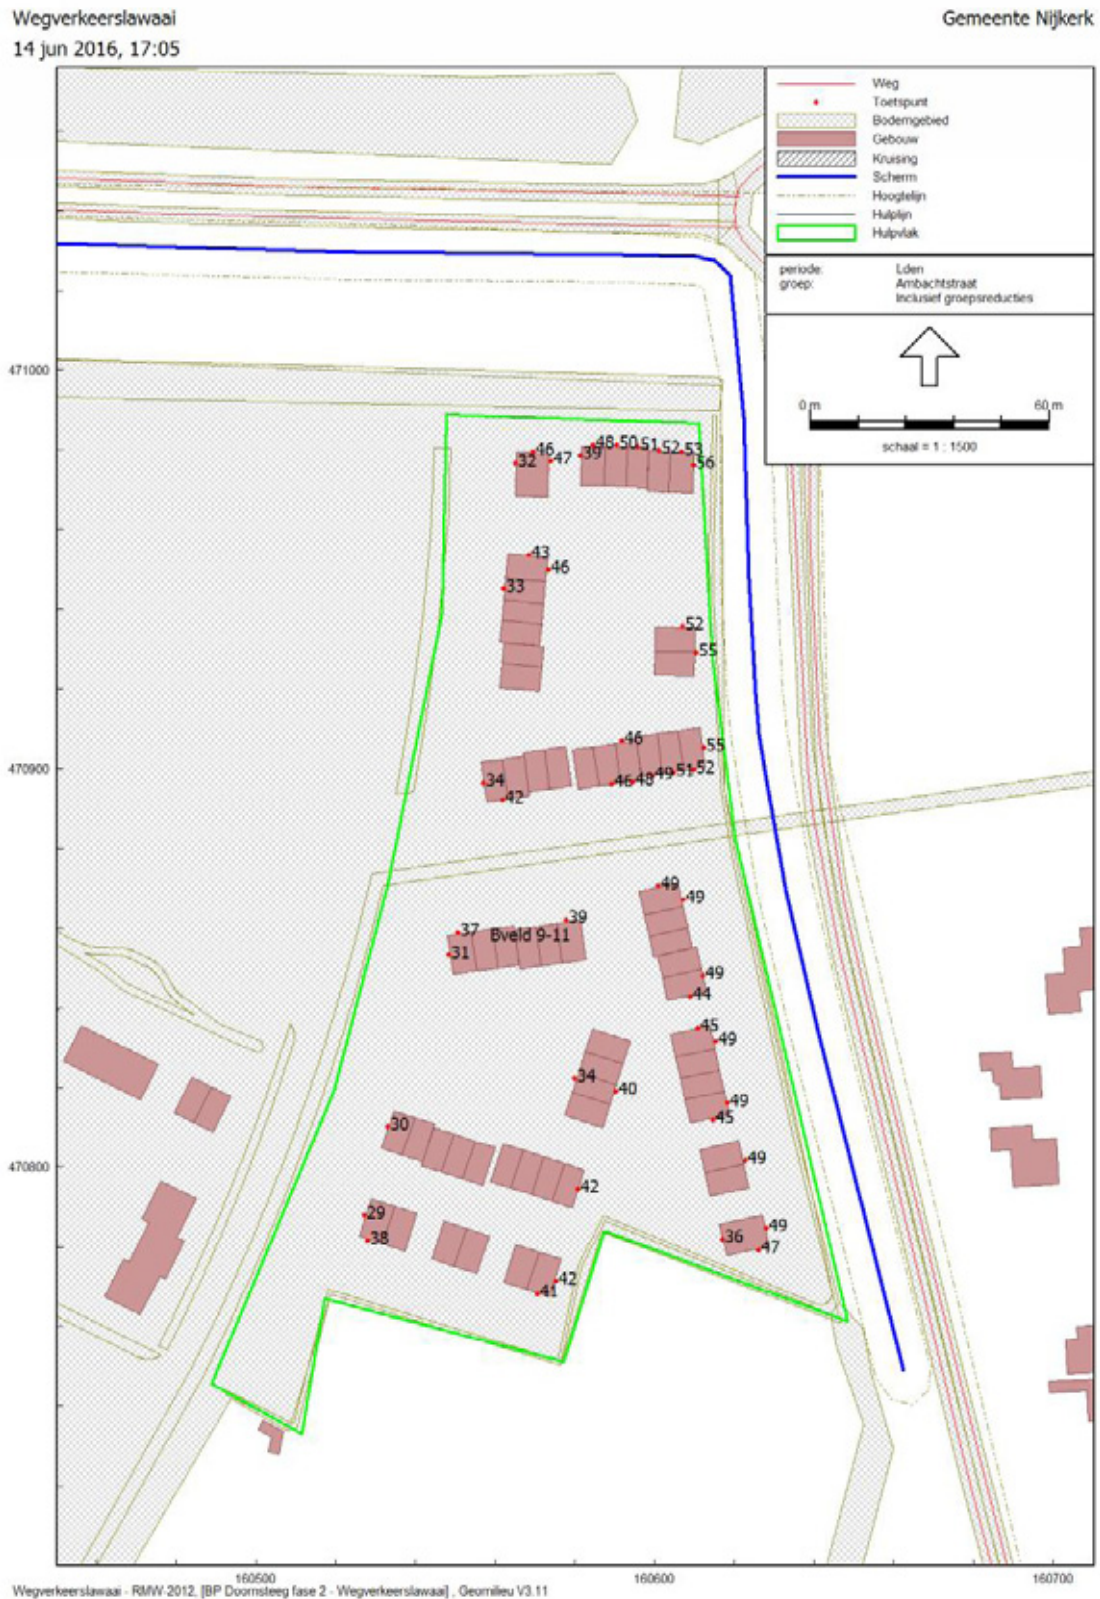 Wegverkeerslawaai
Gemeente Nijkerk
14 jun 2016, 17:05
Weg
Toetspunt
Bodemgebied
Gebouw
Kruising
Scherm
Hoogtelijn
Hulplijn
Hulpvlak
periode: Lden
groep: Ambachtstraat
Inclusief groepsreducties
0 m 60 m
schaal = 1 : 1500
471000
46 48 50 51 52 53
32 47 39 56
43
46
33
52
55
46 55
470900
34 46 48 49 51 52
42
49
49
37 39
Bveld 9-11
31
49
44
45
49
34
40
49
45
30
49
470800
42
29
49
38 36
47
42
41
160500 160600 160700
Wegverkeerslawaai - RMW-2012, [BP Doornsteeg fase 2 - Wegverkeerslawaai] , Geomilieu V3.11